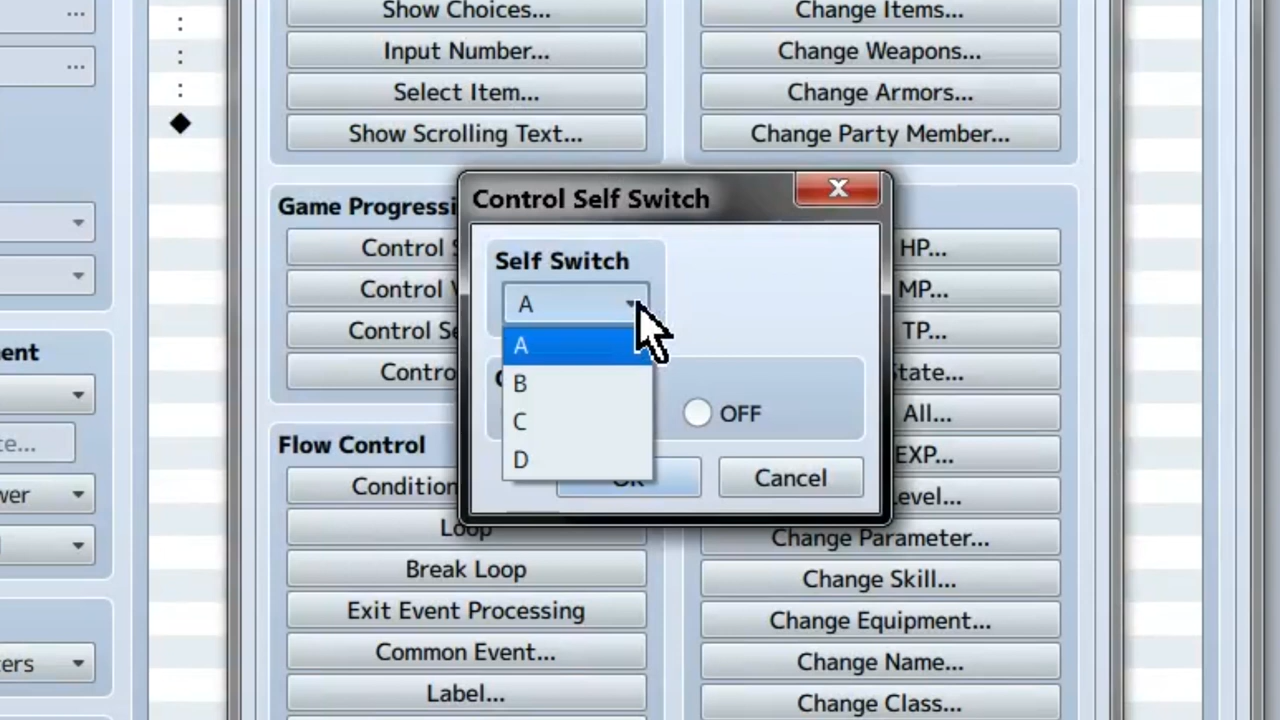 ...
...
:
:
:
ent
te...
wer
ters
Show Choices...
Input Number...
Select Item...
Show Scrolling Text...
Change Items...
Change Weapons...
Change Armors...
Change Party Member...
Game Progressi
Control S
Control V
Control Se
Contro
Flow Control
Condition
Loop
Break Loop
Exit Event Processing
Common Event...
Label...
Control Self Switch
Self Switch
A
A
B
C
D
OFF
OK
Cancel
HP...
MP...
TP...
State...
All...
EXP...
Level...
Change Parameter...
Change Skill...
Change Equipment...
Change Name...
Change Class...